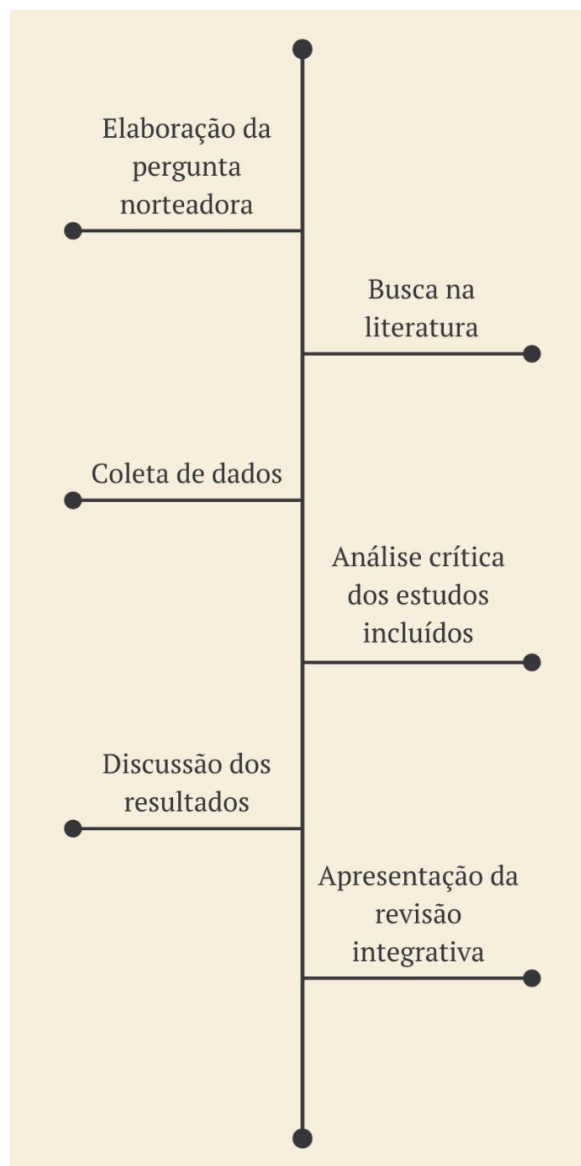 Elaboração da
pergunta
norteadora
Busca na
literatura
Coleta de dados
Análise crítica
dos estudos
incluídos
Discussão dos
resultados
Apresentação da
revisão
integrativa